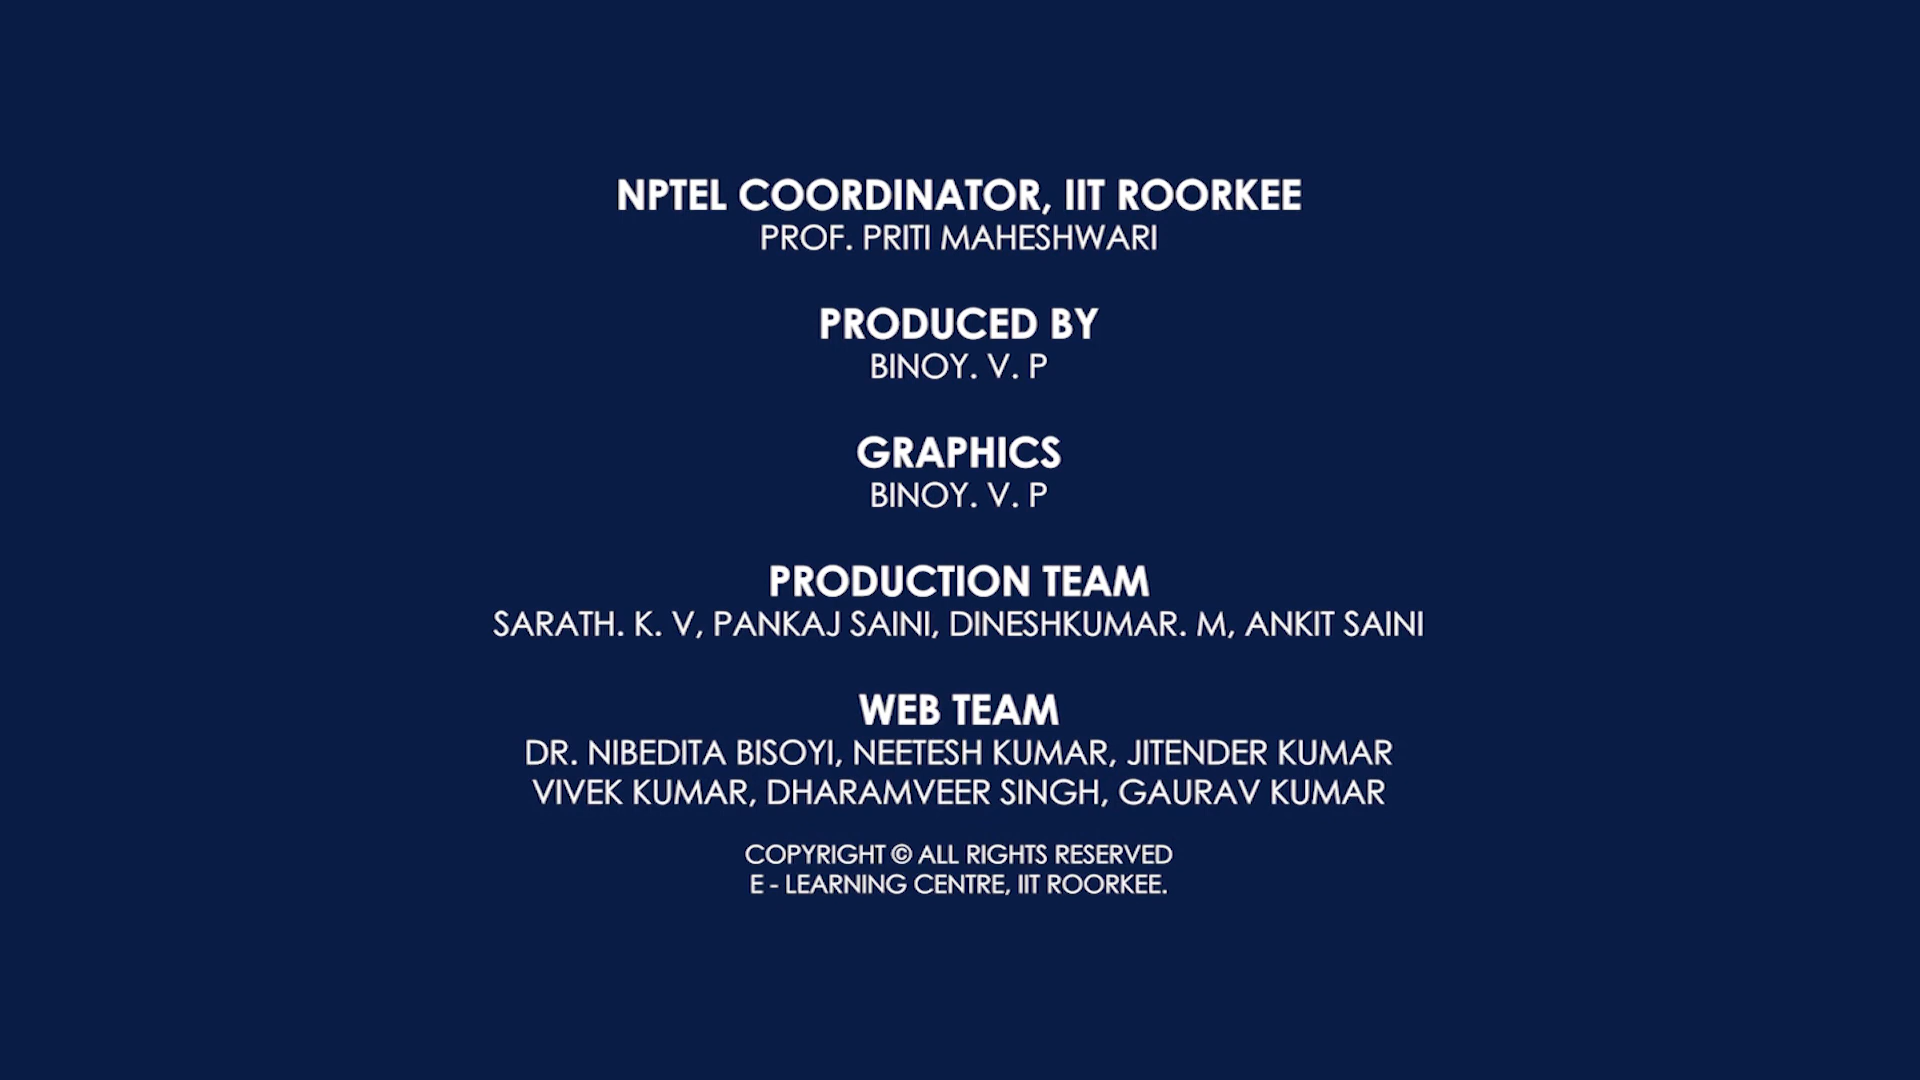 NPTEL COORDINATOR, IIT ROORKEE
PROF. PRITI MAHESHWARI
PRODUCED BY
BINOY. V. P
GRAPHICS
BINOY. V. P
PRODUCTION TEAM
SARATH. K. V, PANKAJ SAINI, DINESHKUMAR. M, ANKIT SAINI
WEB TEAM
DR. NIBEDITA BISOYI, NEETESH KUMAR, JITENDER KUMAR
VIVEK KUMAR, DHARAMVEER SINGH, GAURAV KUMAR
COPYRIGHT © ALL RIGHTS RESERVED
E - LEARNING CENTRE, IIT ROORKEE.